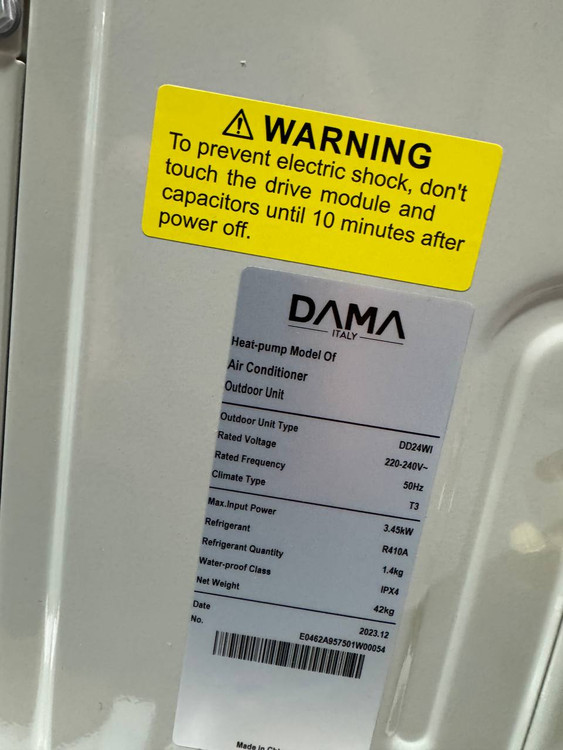 WARNING
To prevent electric shock, don't
touch the drive module and
capacitors until 10 minutes after
power off.
DAMA
ITALY
Heat-pump Model Of
Air Conditioner
Outdoor Unit
Outdoor Unit Type DD24WI
Rated Voltage 220-240V~
Rated Frequency 50Hz
Climate Type T3
Max.Input Power 3.45kW
Refrigerant R410A
Refrigerant Quantity 1.4kg
Water-proof Class IPX4
Net Weight 42kg
Date 2023.12
No. E0462A957501W00054
Made in